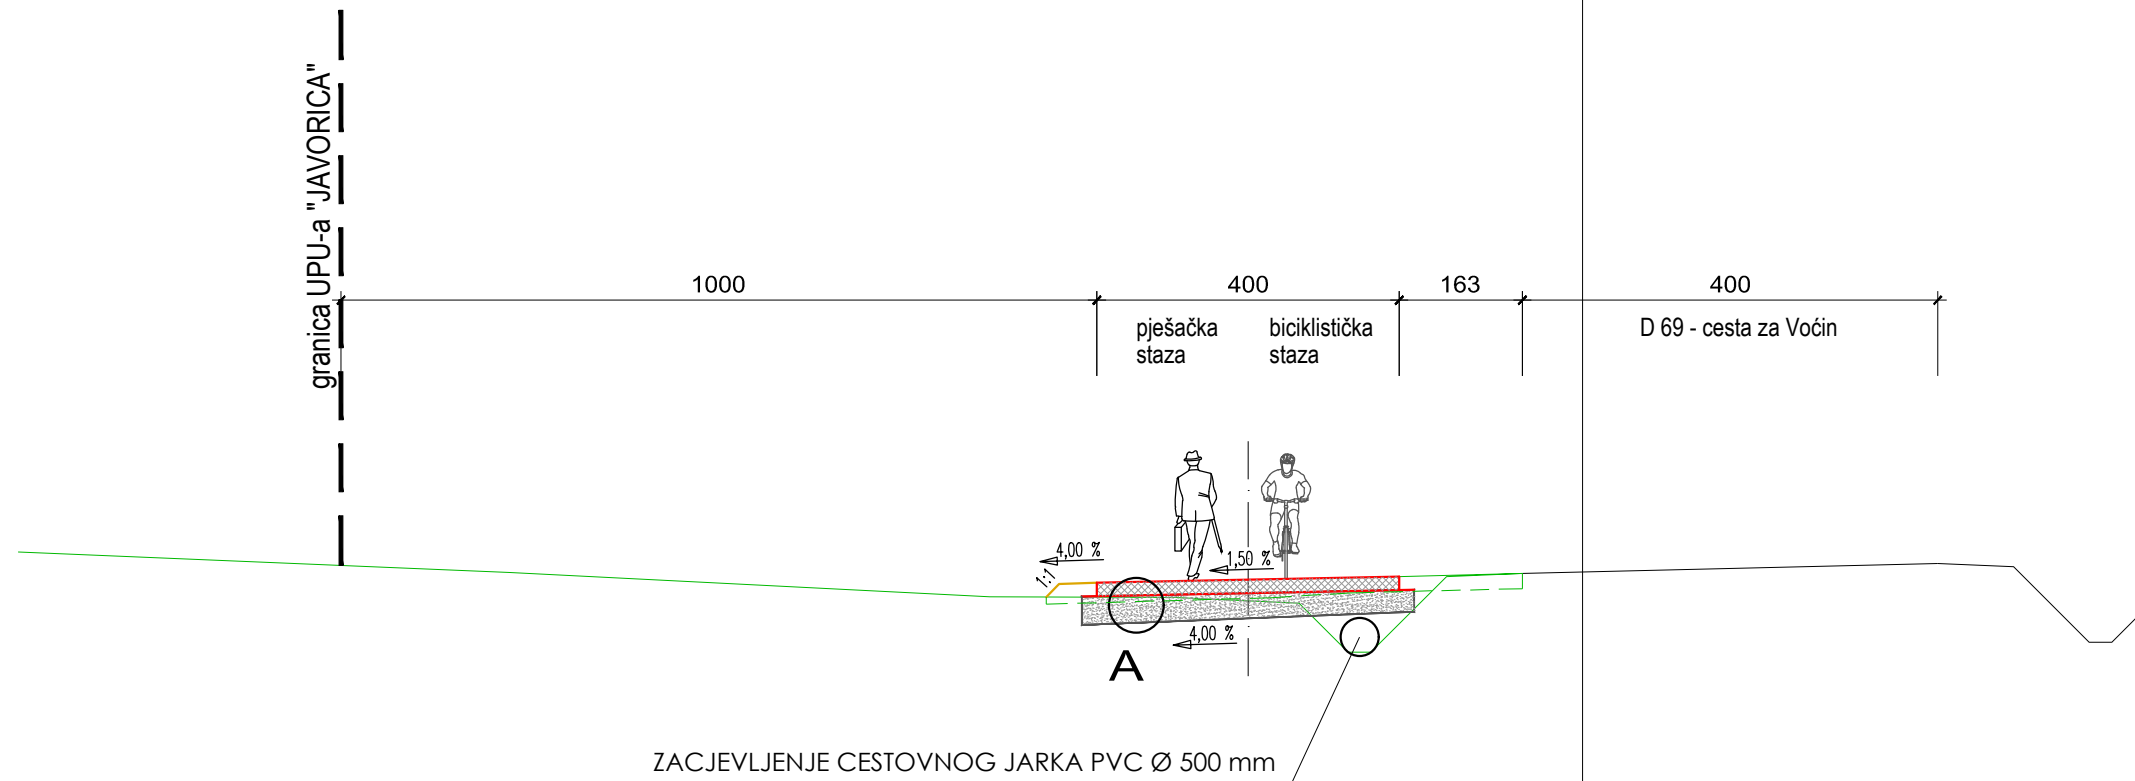 granica UPU-a "JAVORICA"
1000
400
163
400
pješačka
staza
biciklistička
staza
D 69 - cesta za Voćin
4,00 %
1:1
1,50 %
4,00 %
A
ZACJEVLJENJE CESTOVNOG JARKA PVC Ø 500 mm